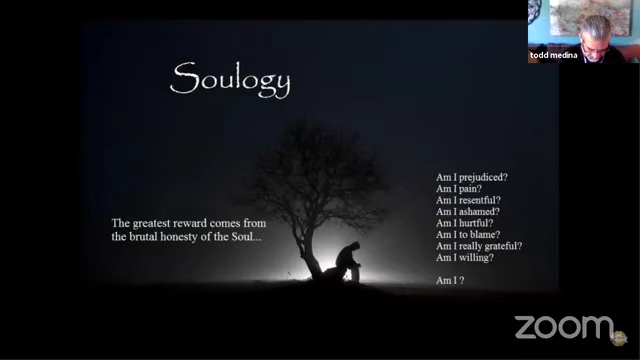 todd medina
Soulogy
The greatest reward comes from
the brutal honesty of the Soul...
Am I prejudiced?
Am I pain?
Am I resentful?
Am I ashamed?
Am I hurtful?
Am I to blame?
Am I really grateful?
Am I willing?
Am I ?
zoom